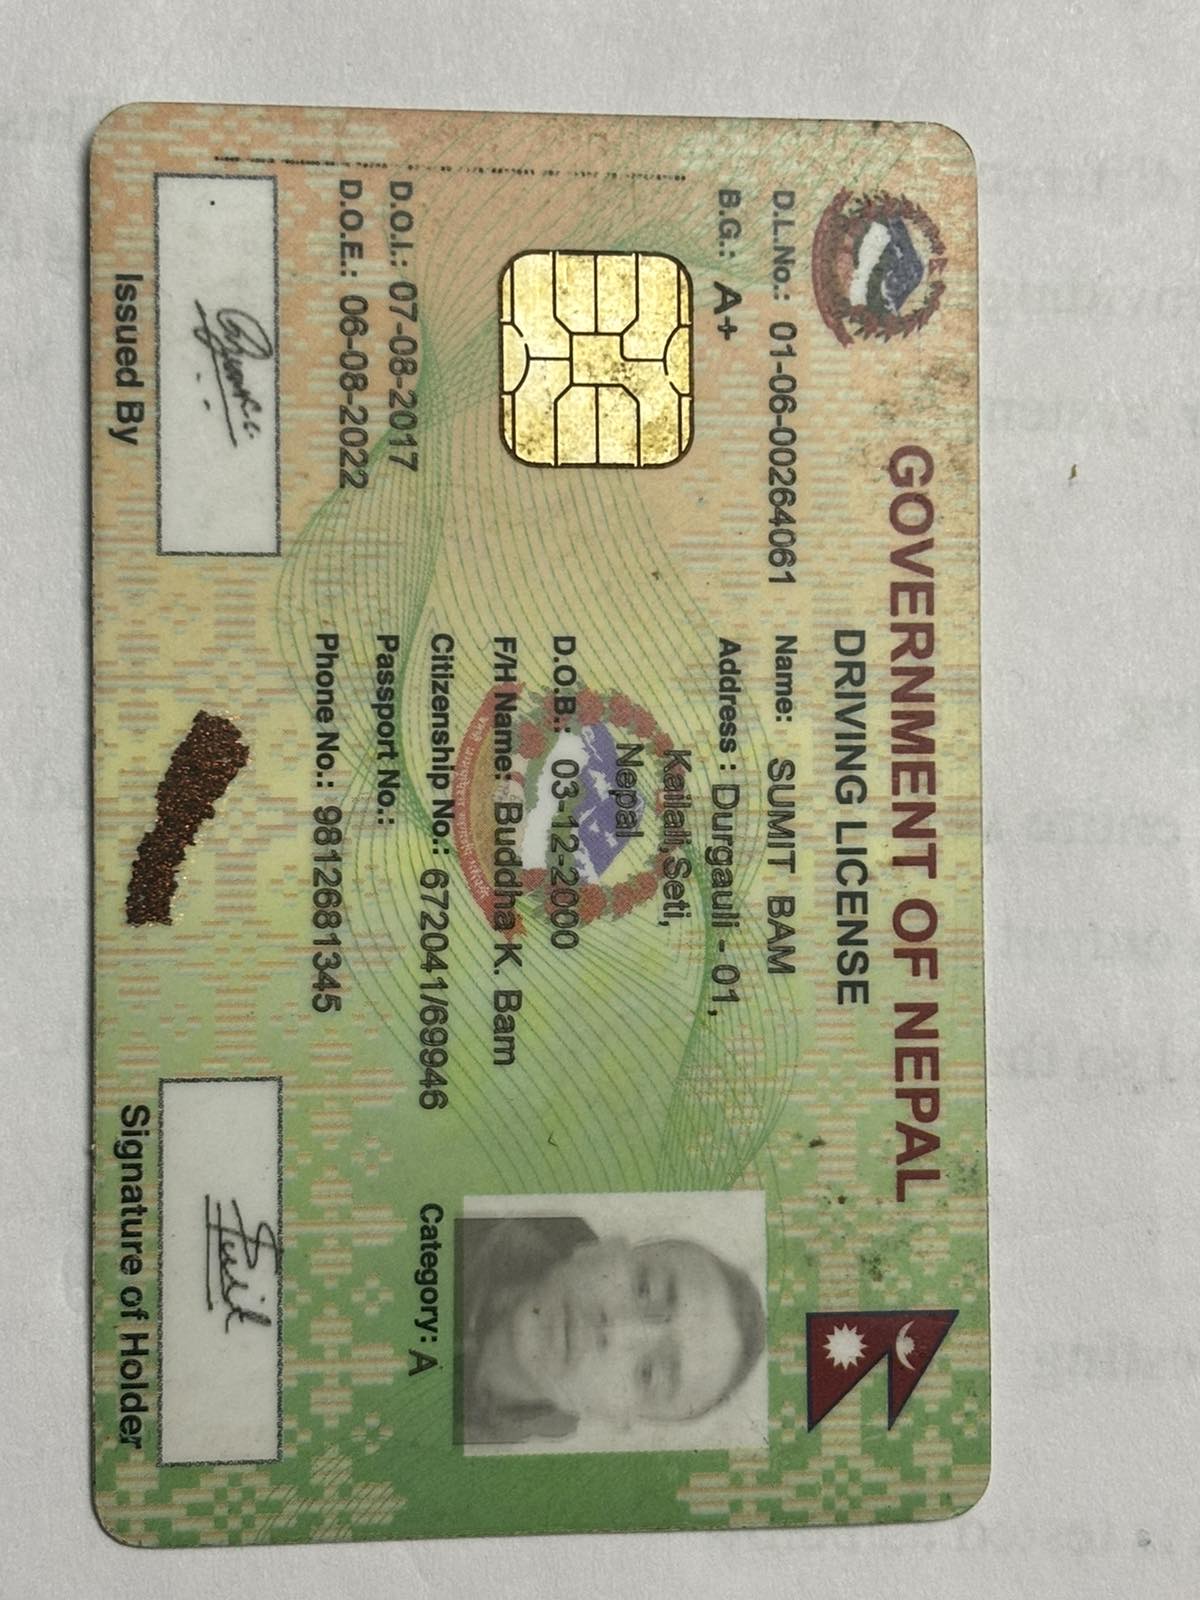 GOVERNMENT OF NEPAL
DRIVING LICENSE
D.L.No.: 01-06-00264061
B.G.: A+
Name: SUMIT BAM
Address : Durgauli - 01,
Kailali,Seti,
Nepal
D.O.B.: 03-12-2000
F/H Name: Buddha K. Bam
Citizenship No.: 672041/69946
Passport No.:
Phone No.: 9812681345
Category: A
D.O.I.: 07-08-2017
D.O.E.: 06-08-2022
Issued By
Signature of Holder